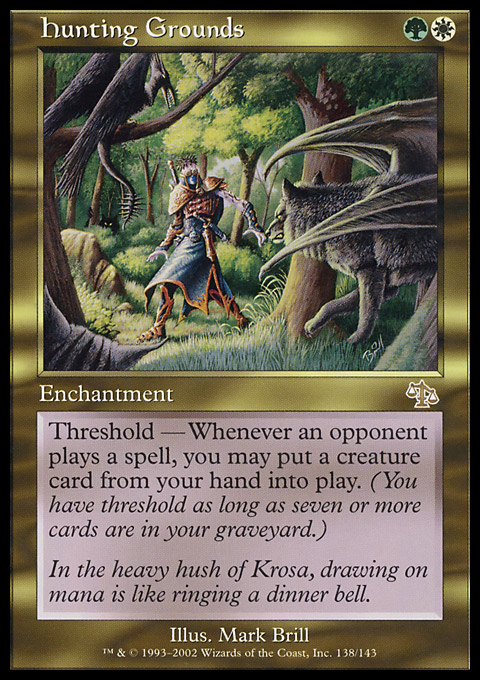 Hunting Grounds
Brill
Enchantment
Threshold — Whenever an opponent
plays a spell, you may put a creature
card from your hand into play. (You
have threshold as long as seven or more
cards are in your graveyard.)
In the heavy hush of Krosa, drawing on
mana is like ringing a dinner bell.
Illus. Mark Brill
™ & © 1993–2002 Wizards of the Coast, Inc. 138/143